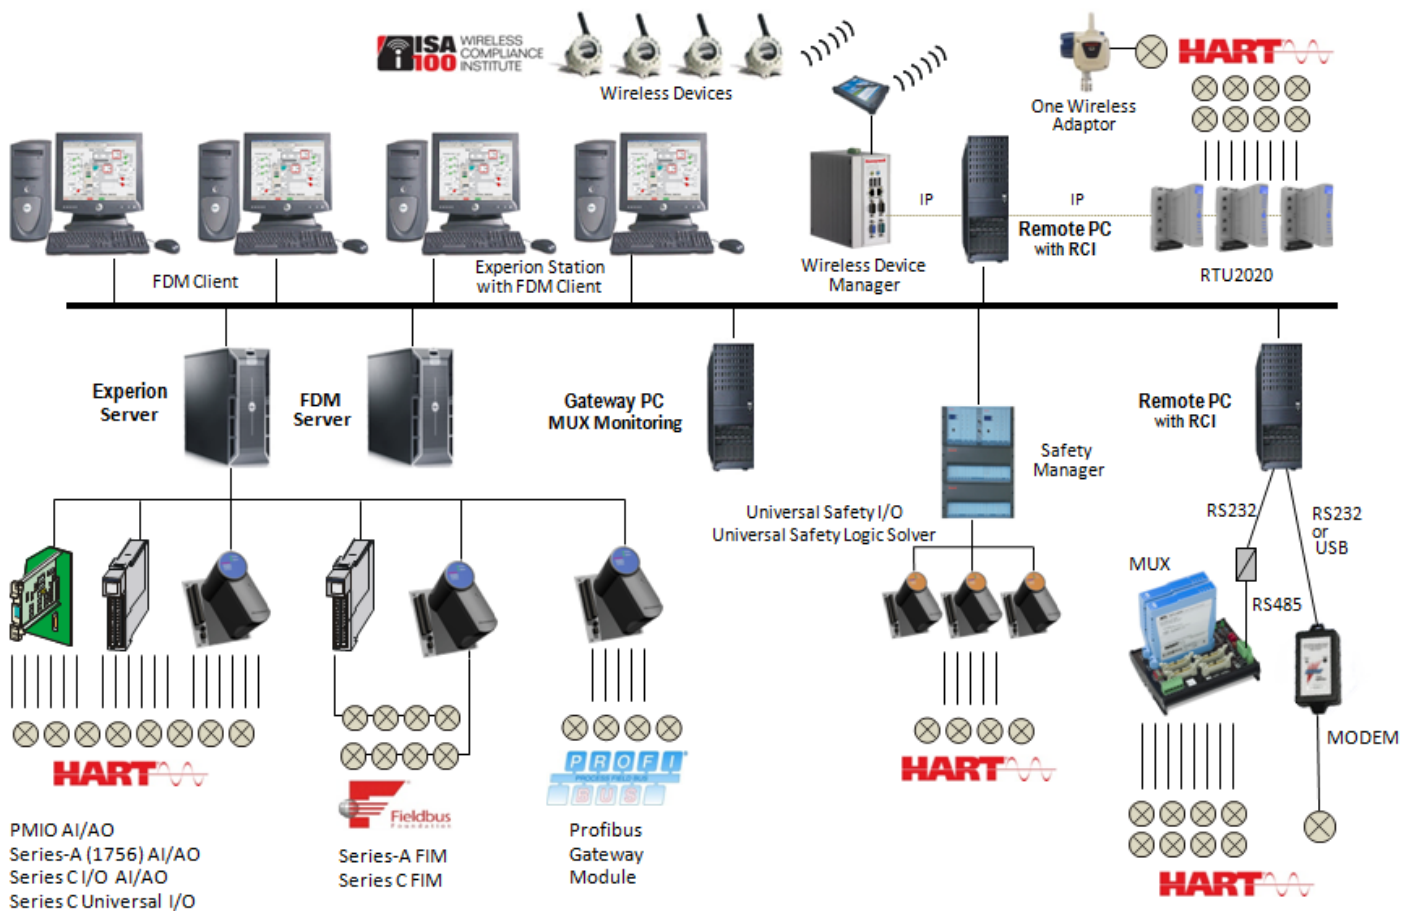 ISA
100
WIRELESS
COMPLIANCE
INSTITUTE
Wireless Devices
One Wireless
Adaptor
HART
FDM Client
Experion Station
with FDM Client
Wireless Device
Manager
IP
Remote PC
with RCI
IP
RTU2020
Experion
Server
FDM
Server
Gateway PC
MUX Monitoring
Safety
Manager
Universal Safety I/O
Universal Safety Logic Solver
Remote PC
with RCI
RS232
RS232
or
USB
MUX
RS485
MODEM
HART
Fieldbus
Foundation
PROFI
PROCESS FIELD BUS
BUS
HART
HART
PMIO AI/AO
Series-A (1756) AI/AO
Series C I/O AI/AO
Series C Universal I/O
Series-A FIM
Series C FIM
Profibus
Gateway
Module